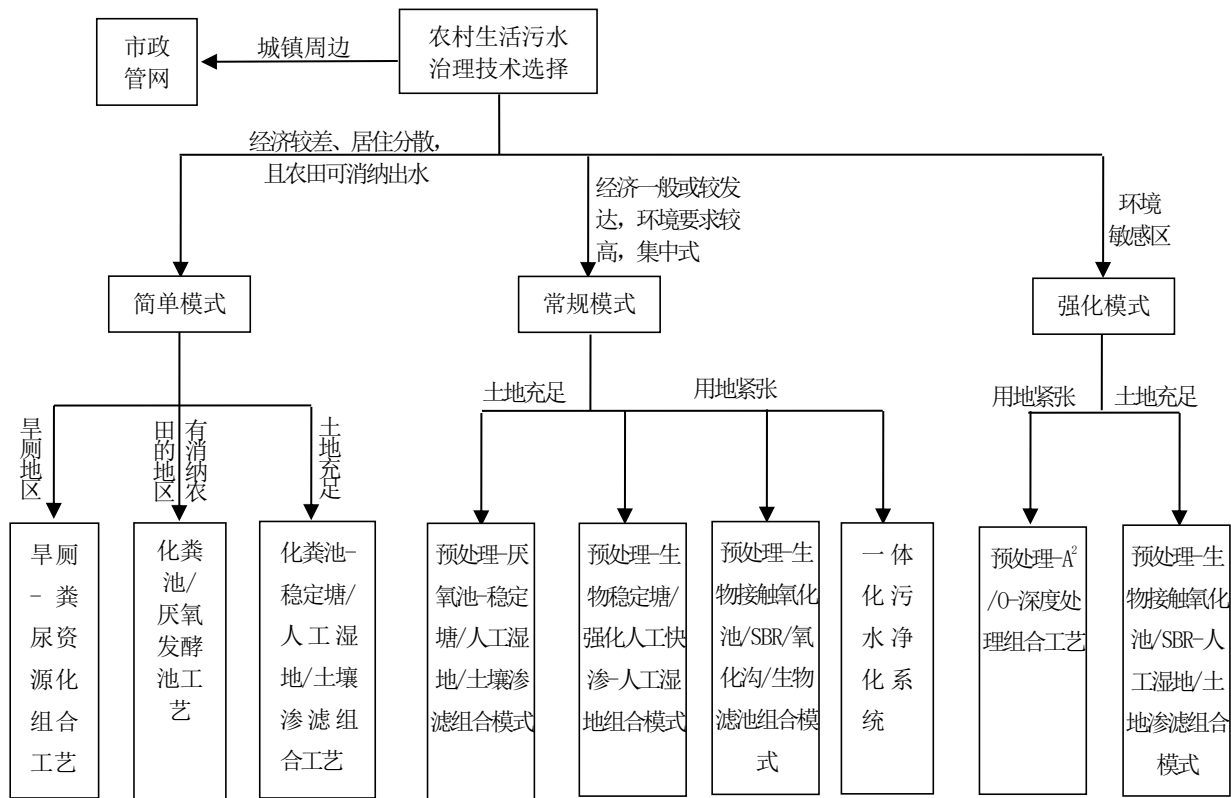 农村生活污水
治理技术选择
城镇周边
市政
管网
经济较差、居住分散，
且农田可消纳出水
经济一般或较发
达，环境要求较
高，集中式
环境
敏感区
简单模式
常规模式
强化模式
旱厕地区
有消纳农
田的地区
土地充足
土地充足
用地紧张
用地紧张
土地充足
旱厕
- 粪
尿资
源化
组合
工艺
化粪
池/
厌氧
发酵
池工
艺
化粪池-
稳定塘/
人工湿
地/土壤
渗滤组
合工艺
预处理-厌
氧池-稳定
塘/人工湿
地/土壤渗
滤组合模式
预处理-生
物稳定塘/
强化人工快
渗-人工湿
地组合模式
预处理-生
物接触氧化
池/SBR/氧
化沟/生物
滤池组合模
式
一体
化污
水净
化系
统
预处理-A²
/O-深度处
理组合工艺
预处理-生
物接触氧化
池/SBR-人
工湿地/土
地渗滤组合
模式